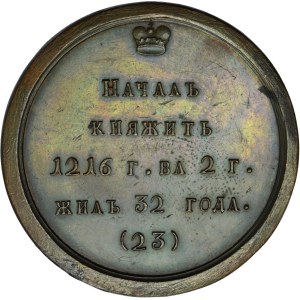 НАЧАЛЪ
КНЯЖИТЬ
1216 Г. ВЛ 2 Г.
ЖИЛЪ 32 ГОДА.
(23)